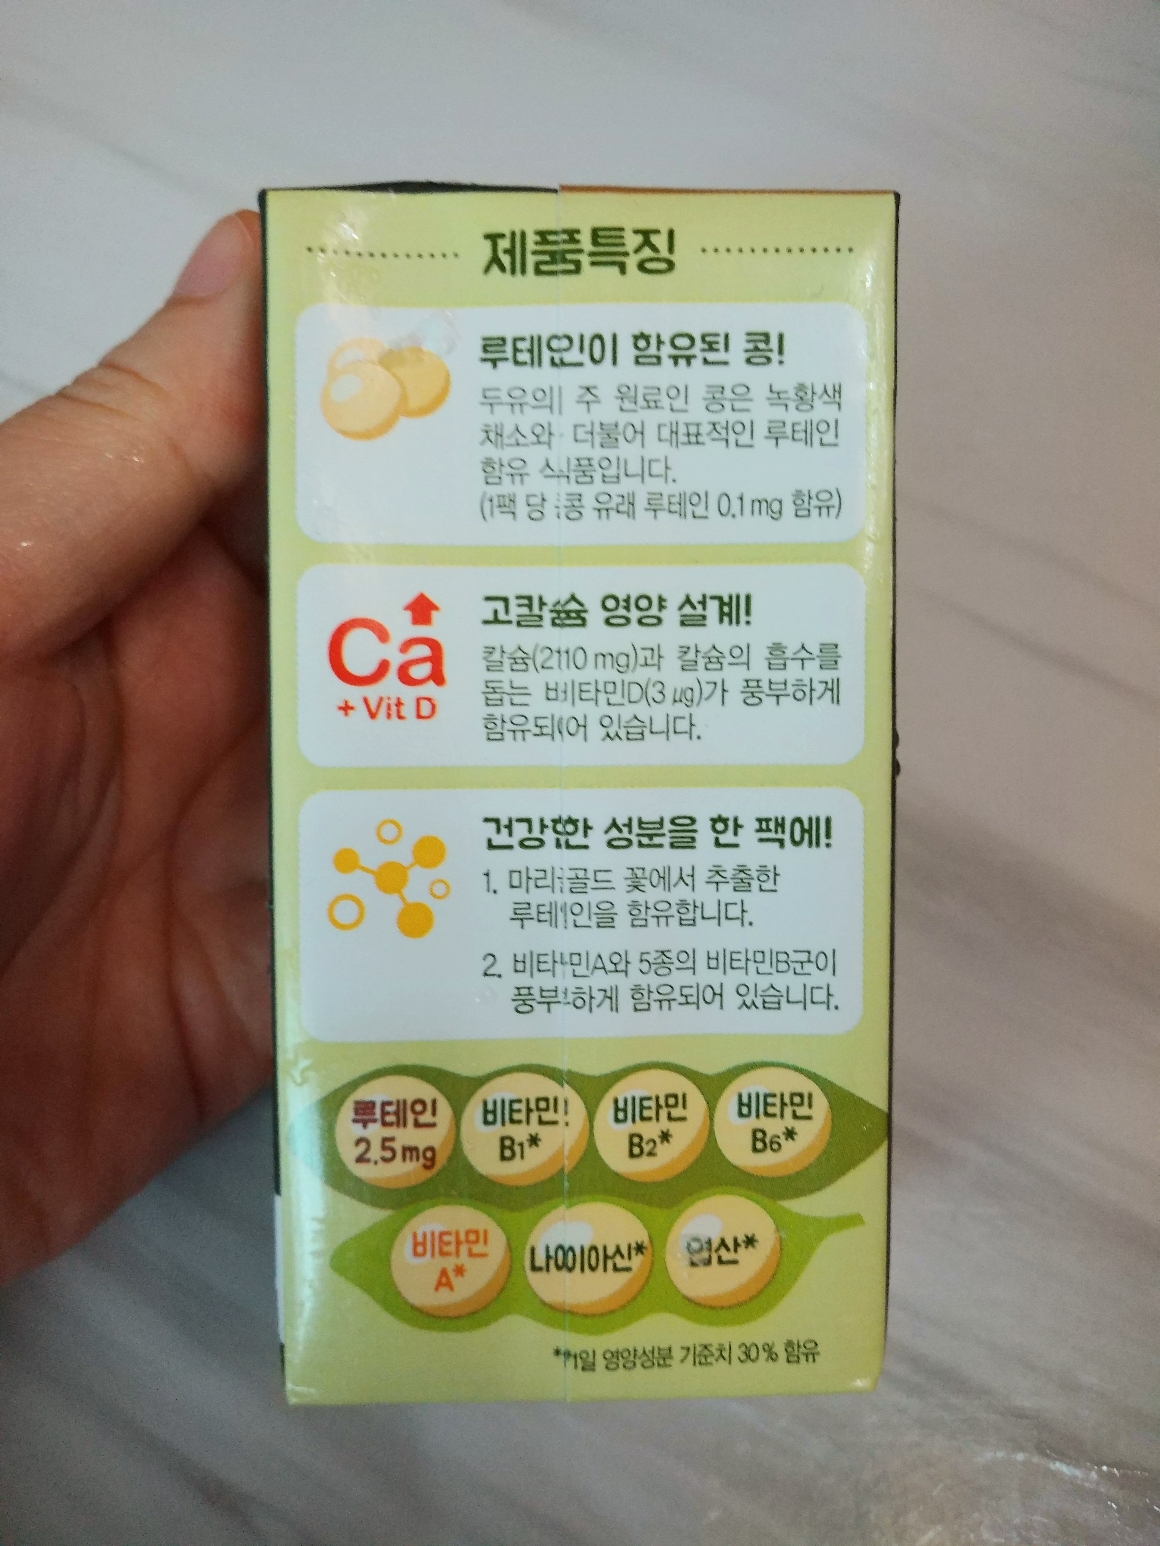 제품특징
루테인이 함유된 콩!
두유의 주 원료인 콩은 녹황색
채소와 더불어 대표적인 루테인
함유 식품입니다.
(1팩 당 콩 유래 루테인 0.1mg 함유)
Ca
+ Vit D
고칼슘 영양 설계!
칼슘(210 mg)과 칼슘의 흡수를
돕는 비타민D(3 ㎍)가 풍부하게
함유되어 있습니다.
건강한 성분을 한 팩에!
1. 마리골드 꽃에서 추출한
루테인을 함유합니다.
2. 비타민A와 5종의 비타민B군이
풍부하게 함유되어 있습니다.
루테인
2.5mg
비타민
B1*
비타민
B2*
비타민
B6*
비타민
A*
나이아신*
엽산*
*1일 영양성분 기준치 30% 함유